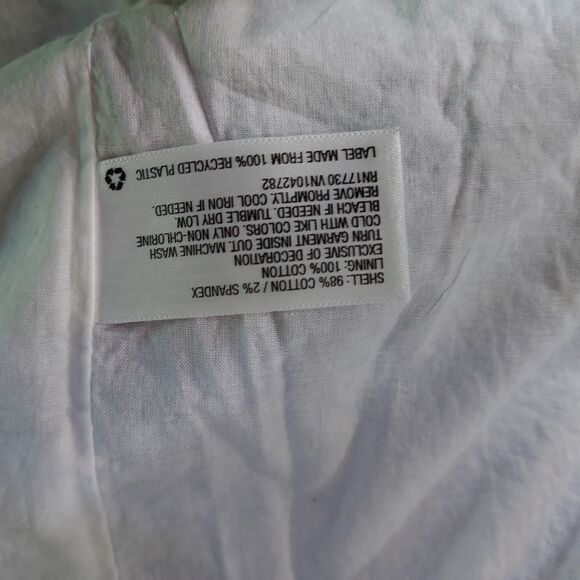 SHELL: 98% COTTON / 2% SPANDEX
LINING: 100% COTTON
EXCLUSIVE OF DECORATION
TURN GARMENT INSIDE OUT. MACHINE WASH
COLD WITH LIKE COLORS. ONLY NON-CHLORINE
BLEACH IF NEEDED. TUMBLE DRY LOW.
REMOVE PROMPTLY. COOL IRON IF NEEDED.
RN17730 VN1042782
LABEL MADE FROM 100% RECYCLED PLASTIC